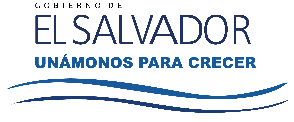 GOBIERNO DE
EL SALVADOR
UNÁMONOS PARA CRECER